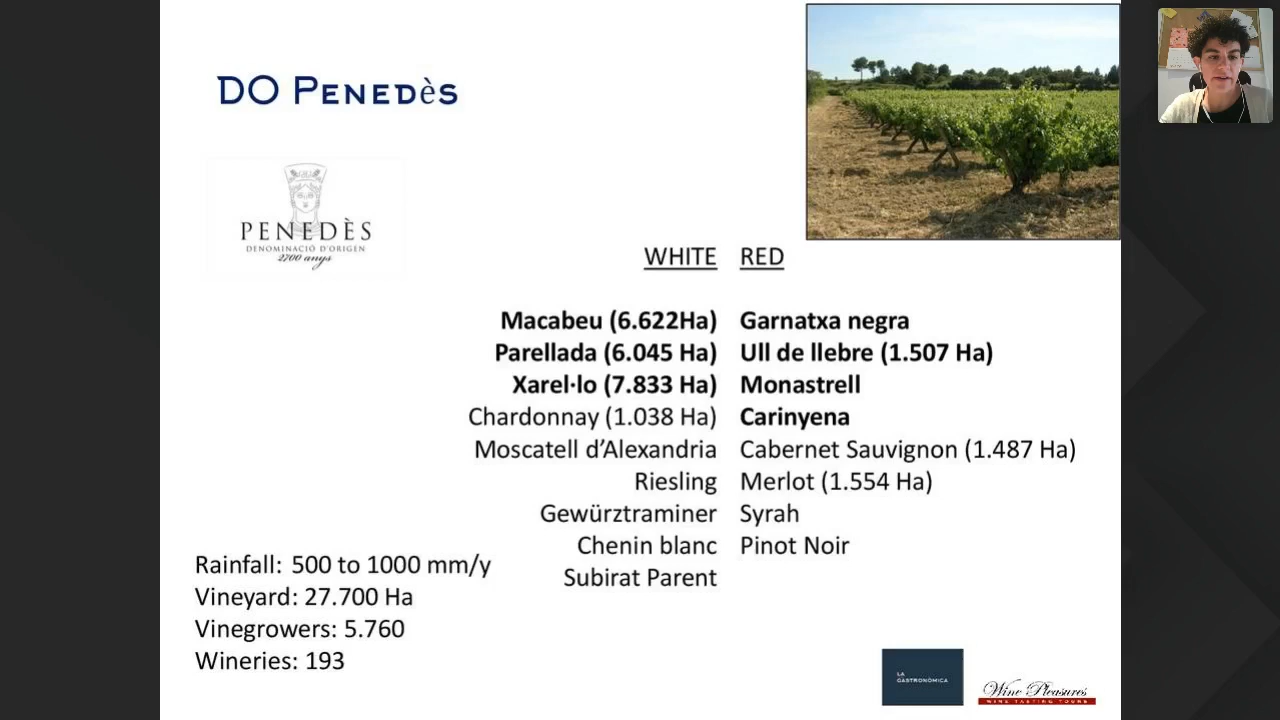 DO Penedès
PENEDÈS
DENOMINACIÓ D'ORIGEN
2700 anys
WHITE RED
Macabeu (6.622Ha) Garnatxa negra
Parellada (6.045 Ha) Ull de llebre (1.507 Ha)
Xarel·lo (7.833 Ha) Monastrell
Chardonnay (1.038 Ha) Carinyena
Moscatell d'Alexandria Cabernet Sauvignon (1.487 Ha)
Riesling Merlot (1.554 Ha)
Gewürztraminer Syrah
Chenin blanc Pinot Noir
Subirat Parent
Rainfall: 500 to 1000 mm/y
Vineyard: 27.700 Ha
Vinegrowers: 5.760
Wineries: 193
LA
GASTRONÒMICA
Wine Pleasures
WINE TASTING TOURS